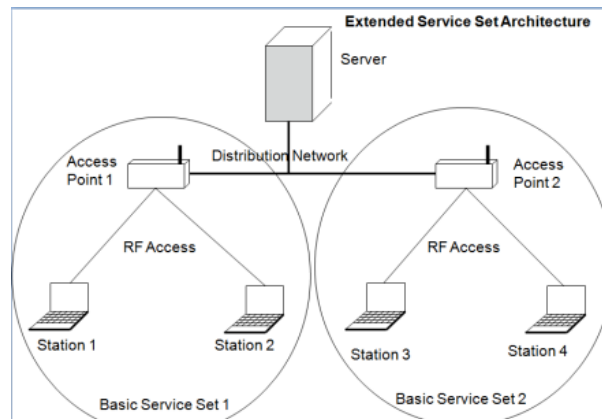 Extended Service Set Architecture
Server
Distribution Network
Access
Point 1
Access
Point 2
RF Access
RF Access
Station 1
Station 2
Station 3
Station 4
Basic Service Set 1
Basic Service Set 2